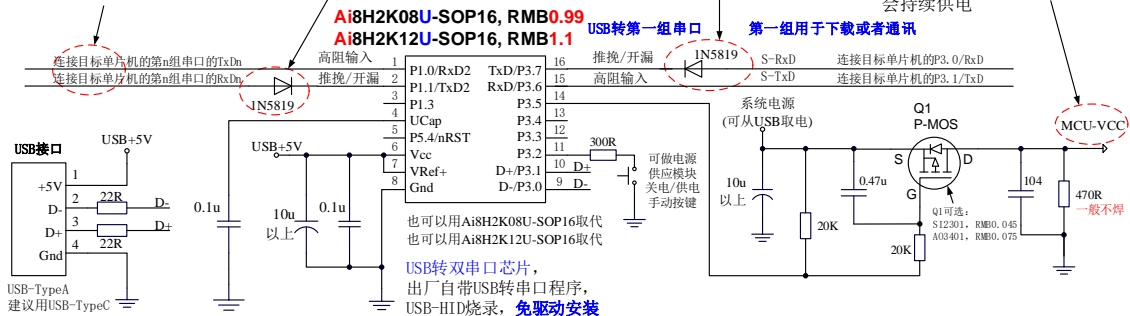 会持续供电
Ai8H2K08U-SOP16, RMB0.99
Ai8H2K12U-SOP16, RMB1.1
USB转第一组串口
第一组用于下载或者通讯
连接目标单片机的第n组串口的TxDn
连接目标单片机的第n组串口的RxDn
1N5819
高阻输入
推挽/开漏
1
2
3
4
5
6
7
8
P1.0/RxD2
P1.1/TxD2
P1.3
UCap
P5.4/nRST
Vcc
VRef+
Gnd
TxD/P3.7
RxD/P3.6
P3.5
P3.4
P3.3
P3.2
D+/P3.1
D-/P3.0
16
15
14
13
12
11
10
9
推挽/开漏
高阻输入
1N5819
S-RxD
S-TxD
连接目标单片机的P3.0/RxD
连接目标单片机的P3.1/TxD
300R
D+
D-
可做电源
供应模块
关电/供电
手动按键
USB接口
USB+5V
+5V
D-
D+
Gnd
1
2
3
4
22R
22R
D-
D+
USB-TypeA
建议用USB-TypeC
0.1u
USB+5V
10u
以上
0.1u
也可以用Ai8H2K08U-SOP16取代
也可以用Ai8H2K12U-SOP16取代
USB转双串口芯片，
出厂自带USB转串口程序，
USB-HID烧录，免驱动安装
系统电源
(可从USB取电)
10u
以上
0.47u
20K
20K
Q1
P-MOS
S
D
G
Q1可选：
SI2301, RMB0.045
AO3401, RMB0.075
104
470R
一般不焊
MCU-VCC